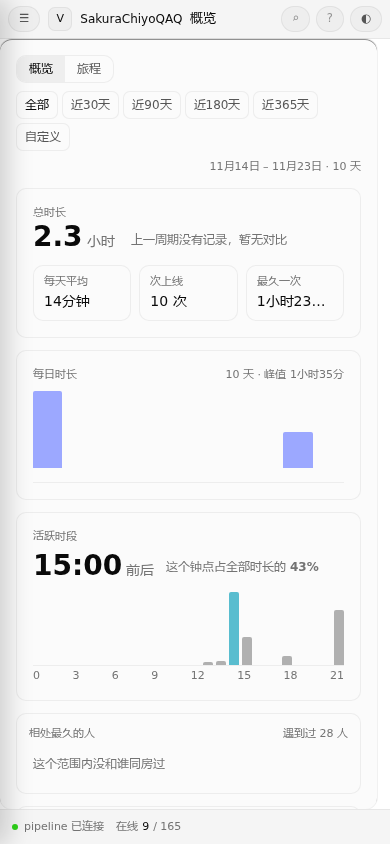 ☰ V SakuraChiyoQAQ 概览 ⌕ ? ◐
概览 旅程
全部 近30天 近90天 近180天 近365天
自定义
11月14日 – 11月23日 · 10 天
总时长
2.3 小时 上一周期没有记录，暂无对比
每天平均 次上线 最久一次
14分钟 10 次 1小时23…
每日时长 10 天 · 峰值 1小时35分
活跃时段
15:00 前后 这个钟点占全部时长的 43%
0 3 6 9 12 15 18 21
相处最久的人 遇到过 28 人
这个范围内没和谁同房过
pipeline 已连接 在线 9 / 165